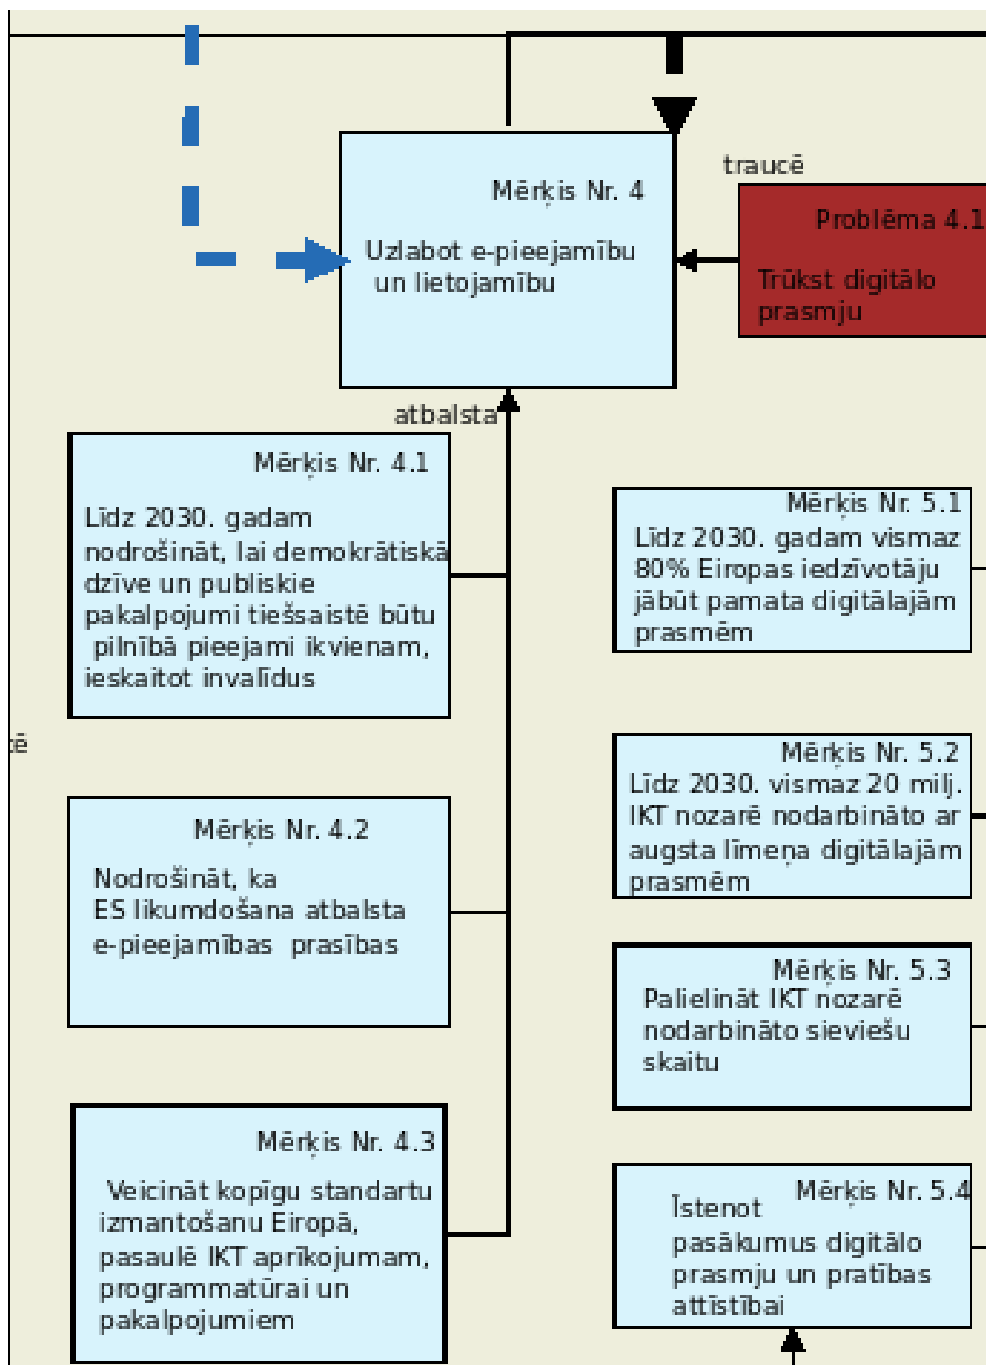 traucē
Mērķis Nr. 4
Uzlabot e-pieejamību
un lietojamību
Problēma 4.1
Trūkst digitālo
prasmju
atbalsta
Mērķis Nr. 4.1
Līdz 2030. gadam
nodrošināt, lai demokrātiskā
dzīve un publiskie
pakalpojumi tiešsaistē būtu
pilnībā pieejami ikvienam,
ieskaitot invalīdus
Mērķis Nr. 5.1
Līdz 2030. gadam vismaz
80% Eiropas iedzīvotāju
jābūt pamata digitālajām
prasmēm
Mērķis Nr. 5.2
Līdz 2030. vismaz 20 milj.
IKT nozarē nodarbināto ar
augsta līmeņa digitālajām
prasmēm
Mērķis Nr. 4.2
Nodrošināt, ka
ES likumdošana atbalsta
e-pieejamības prasības
Mērķis Nr. 5.3
Palielināt IKT nozarē
nodarbināto sieviešu
skaitu
Mērķis Nr. 4.3
Veicināt kopīgu standartu
izmantošanu Eiropā,
pasaulē IKT aprīkojumam,
programmatūrai un
pakalpojumiem
Mērķis Nr. 5.4
Īstenot
pasākumus digitālo
prasmju un pratības
attīstībai